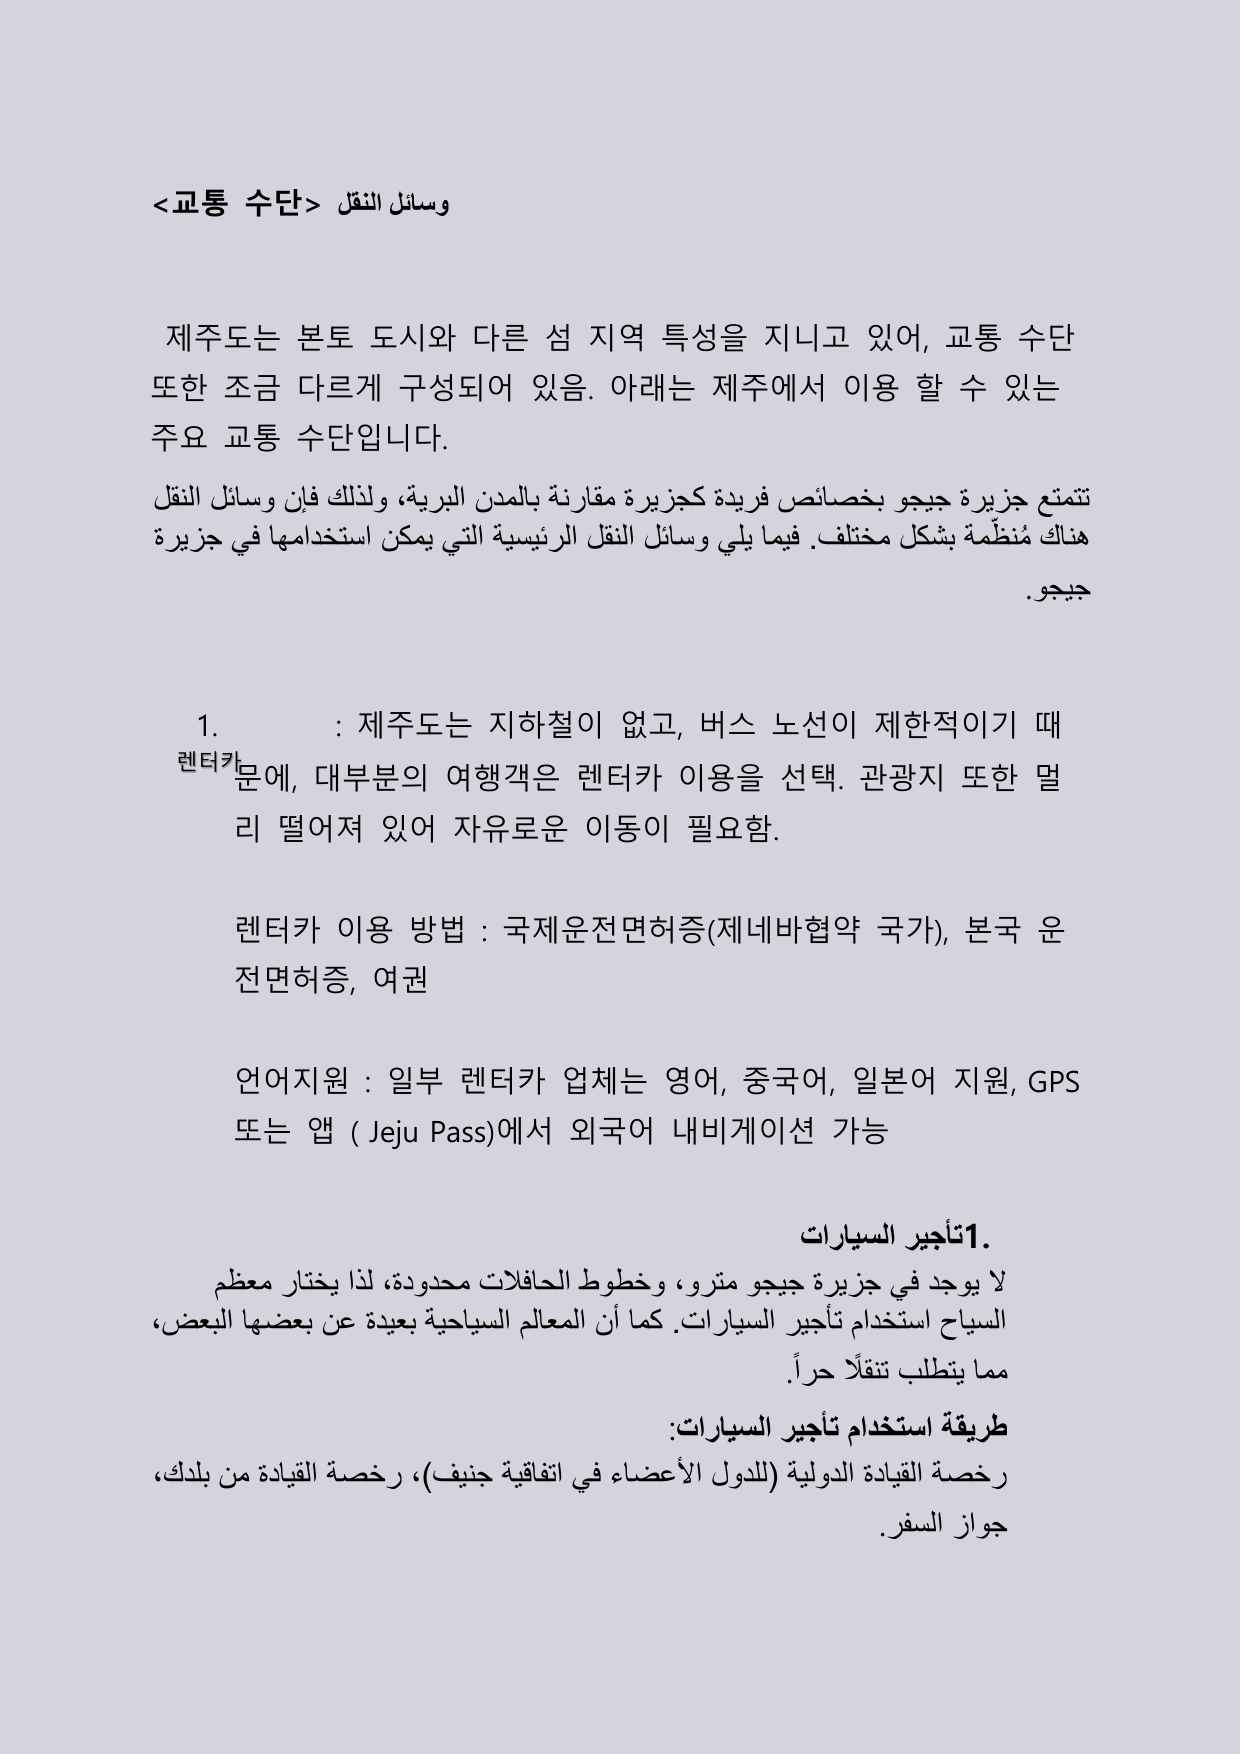 <교통 수단> وسائل النقل
제주도는 본토 도시와 다른 섬 지역 특성을 지니고 있어, 교통 수단
또한 조금 다르게 구성되어 있음. 아래는 제주에서 이용 할 수 있는
주요 교통 수단입니다.
تتمتع جزيرة جيجو بخصائص فريدة كجزيرة مقارنة بالمدن البرية، ولذلك فإن وسائل النقل
هناك مُنظّمة بشكل مختلف. فيما يلي وسائل النقل الرئيسية التي يمكن استخدامها في جزيرة
جيجو.
1. : 제주도는 지하철이 없고, 버스 노선이 제한적이기 때
렌터카
문에, 대부분의 여행객은 렌터카 이용을 선택. 관광지 또한 멀
리 떨어져 있어 자유로운 이동이 필요함.
렌터카 이용 방법 : 국제운전면허증(제네바협약 국가), 본국 운
전면허증, 여권
언어지원 : 일부 렌터카 업체는 영어, 중국어, 일본어 지원, GPS
또는 앱 ( Jeju Pass)에서 외국어 내비게이션 가능
.1تأجير السيارات
لا يوجد في جزيرة جيجو مترو، وخطوط الحافلات محدودة، لذا يختار معظم
السياح استخدام تأجير السيارات. كما أن المعالم السياحية بعيدة عن بعضها البعض،
مما يتطلب تنقلًا حراً.
طريقة استخدام تأجير السيارات:
رخصة القيادة الدولية (للدول الأعضاء في اتفاقية جنيف)، رخصة القيادة من بلدك،
جواز السفر.